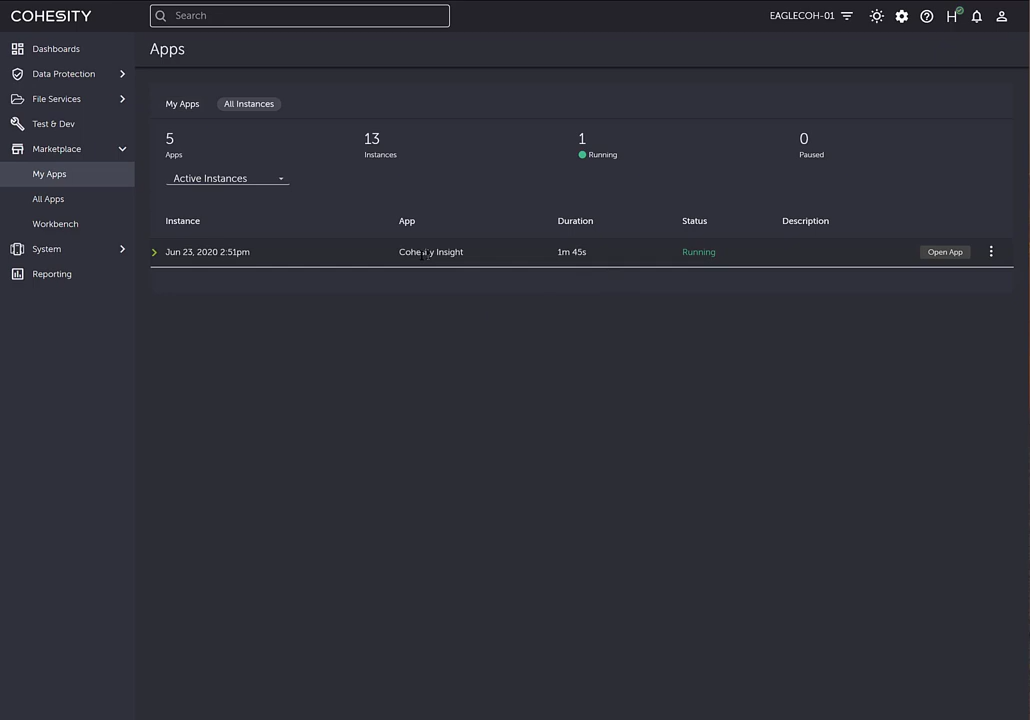 COHESITY
Search
EAGLECOH-01
H
Dashboards
Data Protection
File Services
Test & Dev
Marketplace
My Apps
All Apps
Workbench
System
Reporting
Apps
My Apps All Instances
5 13 1 0
Apps Instances Running Paused
Active Instances
Instance App Duration Status Description
Jun 23, 2020 2:51pm Cohesity Insight 1m 45s Running Open App